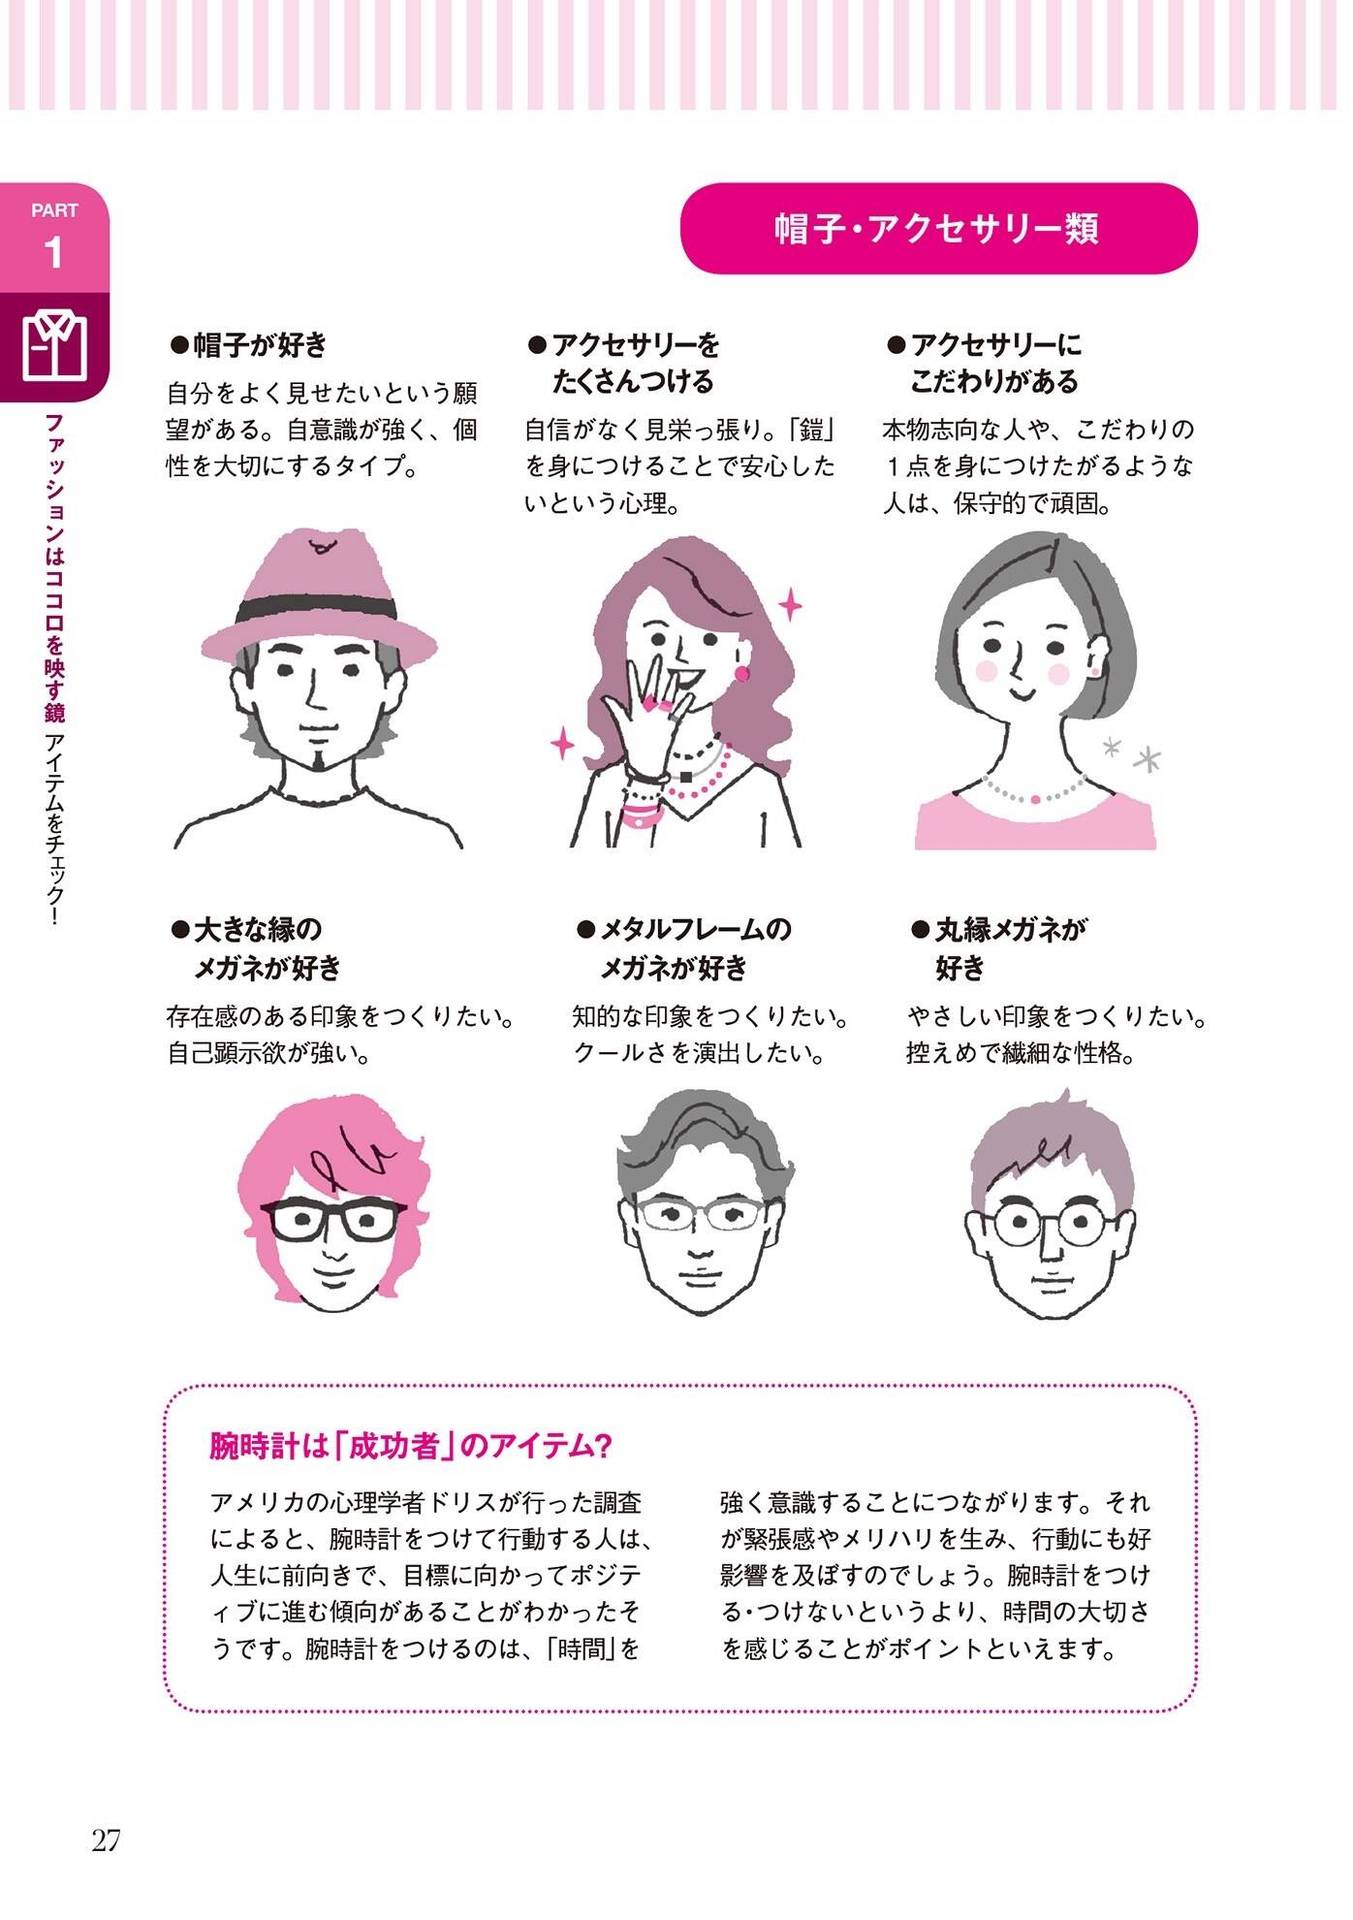 PART
1
ファッションはココロを映す鏡 アイテムをチェック!
帽子・アクセサリー類
●帽子が好き
自分をよく見せたいという願
望がある。自意識が強く、個
性を大切にするタイプ。
●アクセサリーを
たくさんつける
自信がなく見栄っ張り。「鎧」
を身につけることで安心した
いという心理。
●アクセサリーに
こだわりがある
本物志向な人や、こだわりの
1点を身につけたがるような
人は、保守的で頑固。
●大きな縁の
メガネが好き
存在感のある印象をつくりたい。
自己顕示欲が強い。
●メタルフレームの
メガネが好き
知的な印象をつくりたい。
クールさを演出したい。
●丸縁メガネが
好き
やさしい印象をつくりたい。
控えめで繊細な性格。
腕時計は「成功者」のアイテム?
アメリカの心理学者ドリスが行った調査
によると、腕時計をつけて行動する人は、
人生に前向きで、目標に向かってポジテ
ィブに進む傾向があることがわかったそ
うです。腕時計をつけるのは、「時間」を
強く意識することにつながります。それ
が緊張感やメリハリを生み、行動にも好
影響を及ぼすのでしょう。腕時計をつけ
る・つけないというより、時間の大切さ
を感じることがポイントといえます。
27